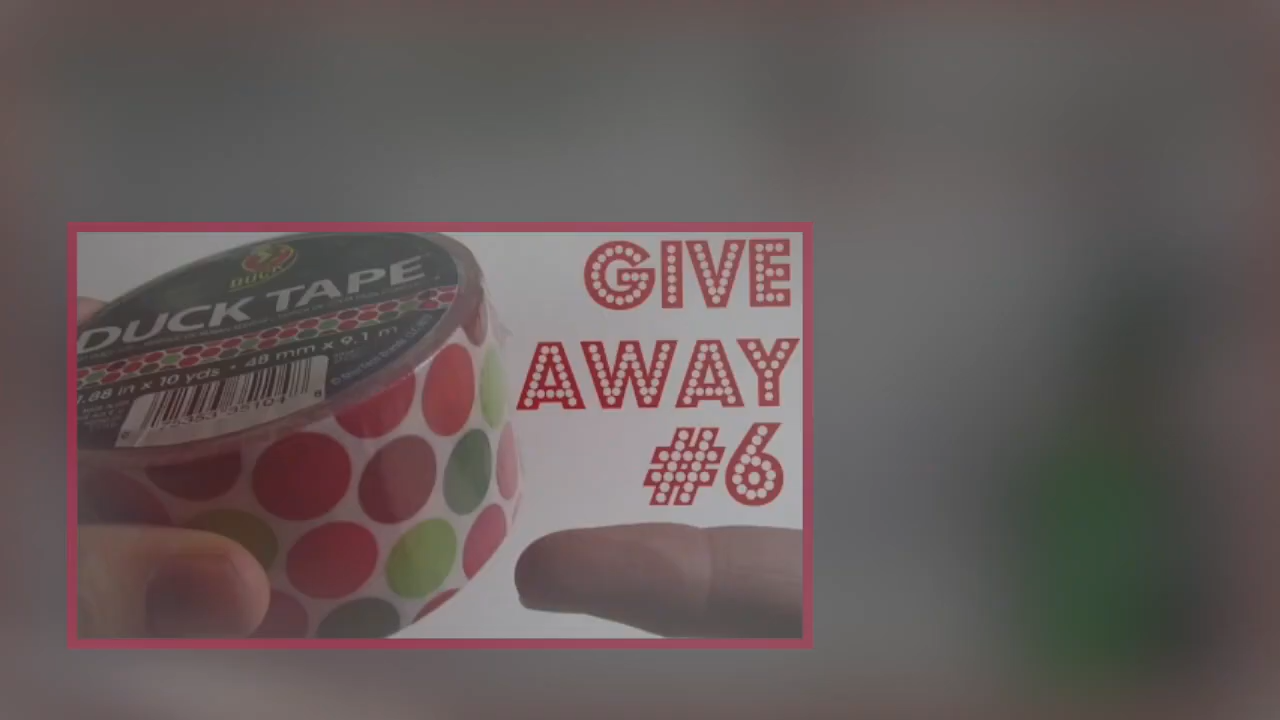 DUCK
DUCK TAPE
1.88 in x 10 yds • 48 mm x 9.1 m
GIVE
AWAY
#6